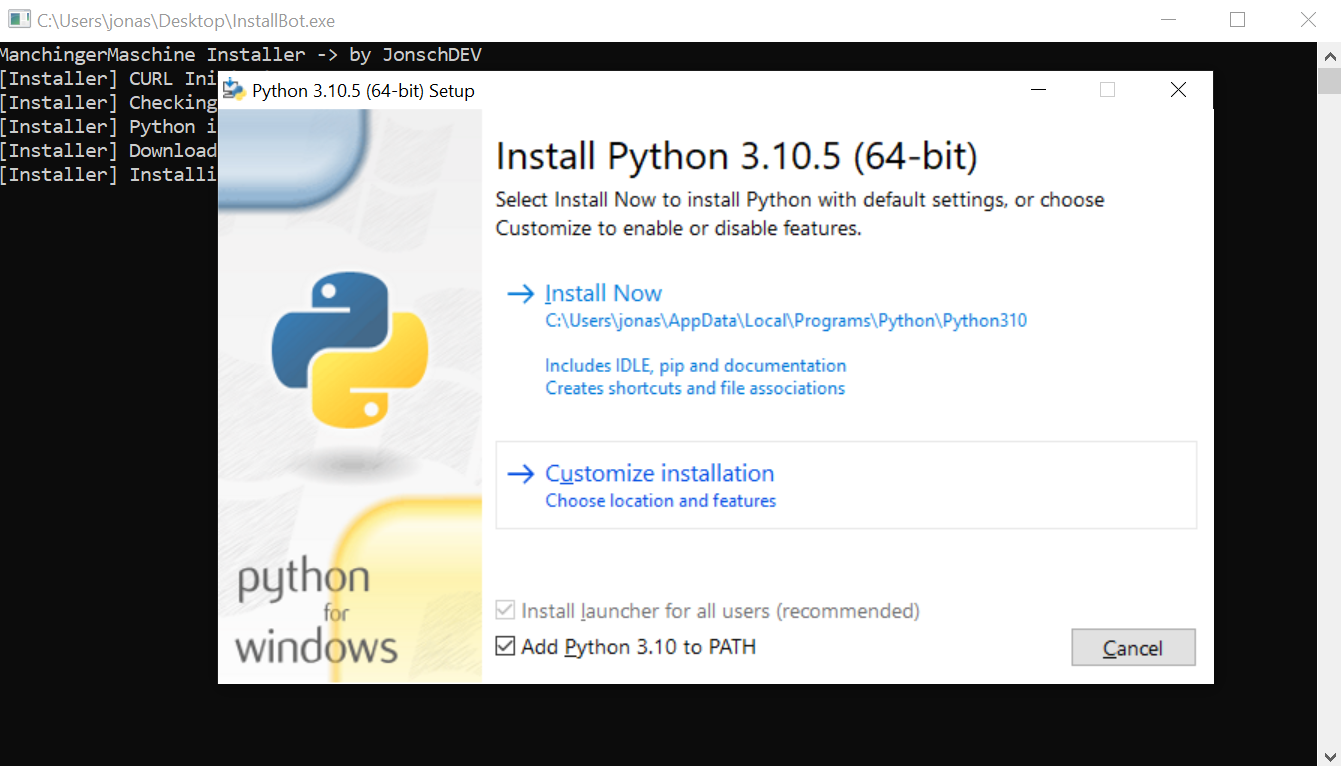 C:\Users\jonas\Desktop\InstallBot.exe
ManchingerMaschine Installer -> by JonschDEV
[Installer] CURL Ini
[Installer] Checking
[Installer] Python i
[Installer] Download
[Installer] Installi
Python 3.10.5 (64-bit) Setup
Install Python 3.10.5 (64-bit)
Select Install Now to install Python with default settings, or choose
Customize to enable or disable features.
Install Now
C:\Users\jonas\AppData\Local\Programs\Python\Python310
Includes IDLE, pip and documentation
Creates shortcuts and file associations
Customize installation
Choose location and features
python
for
windows
Install launcher for all users (recommended)
Add Python 3.10 to PATH
Cancel